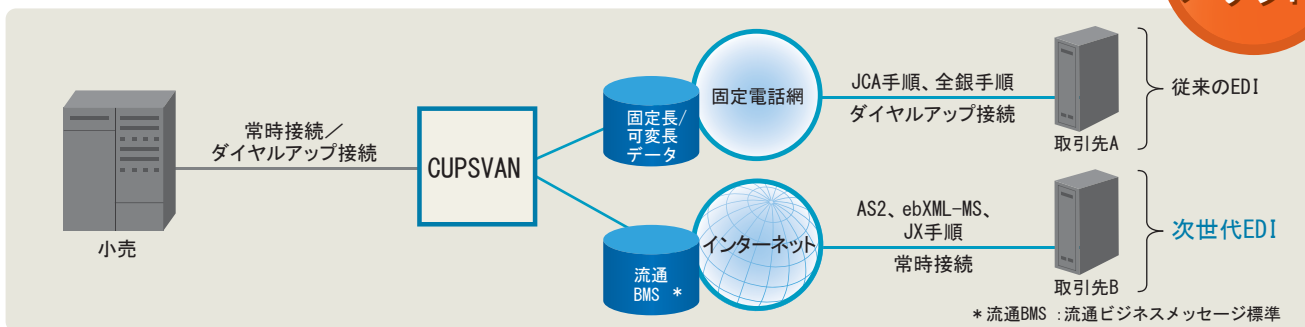 常時接続/
ダイヤルアップ接続
小売
CUPSVAN
固定長/
可変長
データ
固定電話網
JCA手順、全銀手順
ダイヤルアップ接続
取引先A
従来のEDI
流通
BMS *
インターネット
AS2、ebXML-MS、
JX手順
常時接続
取引先B
次世代EDI
*流通BMS :流通ビジネスメッセージ標準